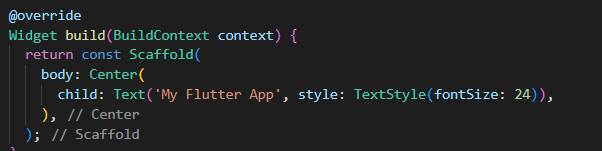 @override
Widget build(BuildContext context) {
  return const Scaffold(
    body: Center(
      child: Text('My Flutter App', style: TextStyle(fontSize: 24)),
    ), // Center
  ); // Scaffold
}